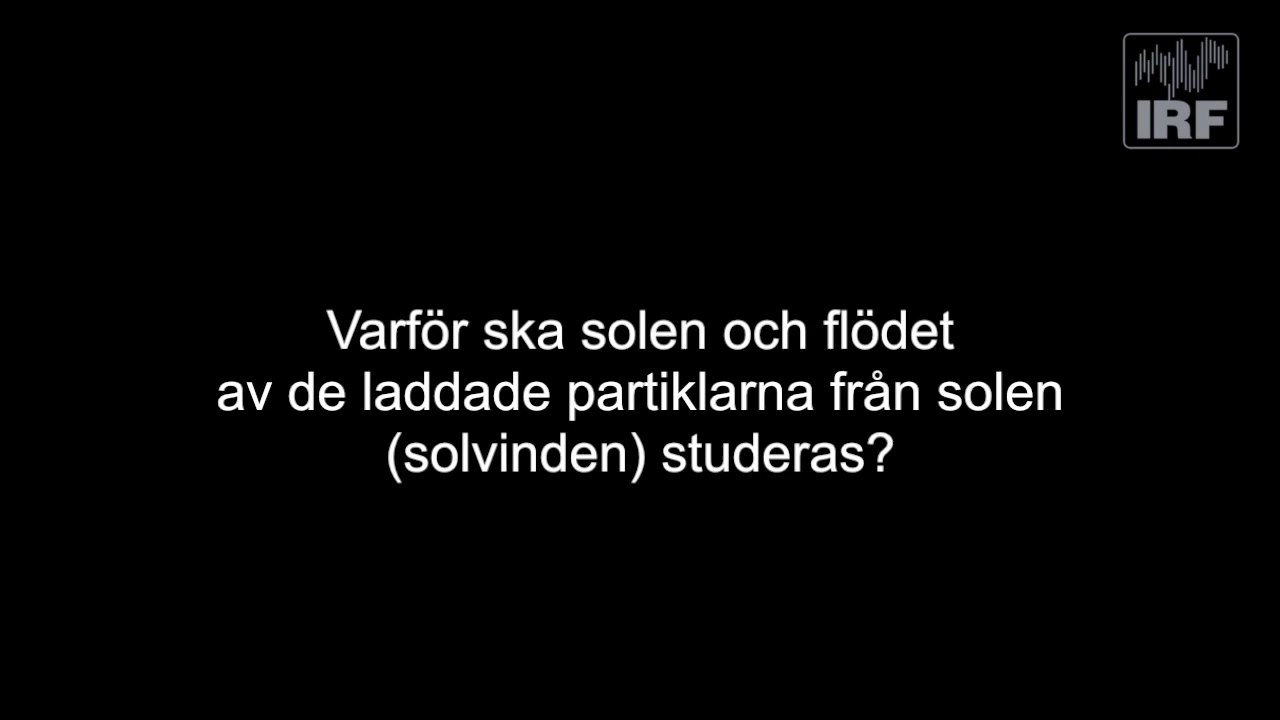 IRF
Varför ska solen och flödet
av de laddade partiklarna från solen
(solvinden) studeras?